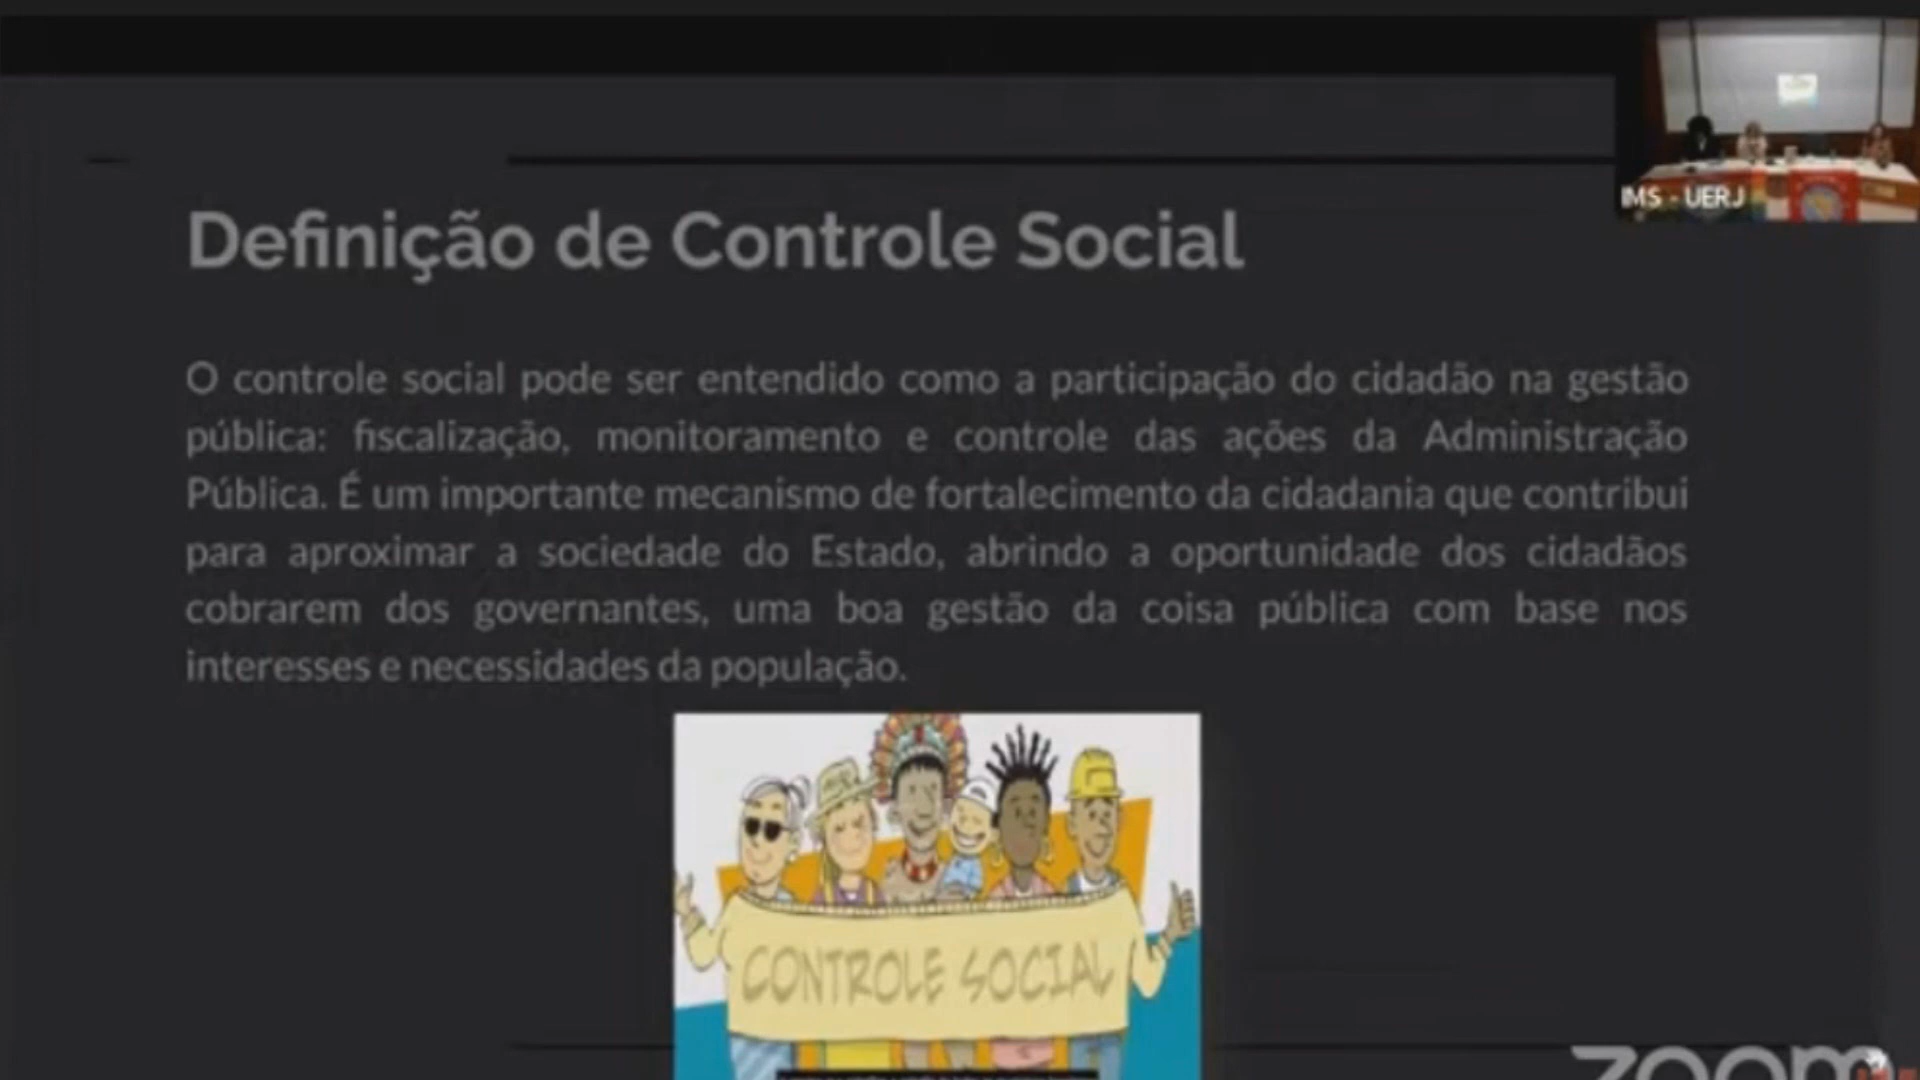 IMS - UERJ
Definição de Controle Social
O controle social pode ser entendido como a participação do cidadão na gestão
pública: fiscalização, monitoramento e controle das ações da Administração
Pública. É um importante mecanismo de fortalecimento da cidadania que contribui
para aproximar a sociedade do Estado, abrindo a oportunidade dos cidadãos
cobrarem dos governantes, uma boa gestão da coisa pública com base nos
interesses e necessidades da população.
CONTROLE SOCIAL
zoom